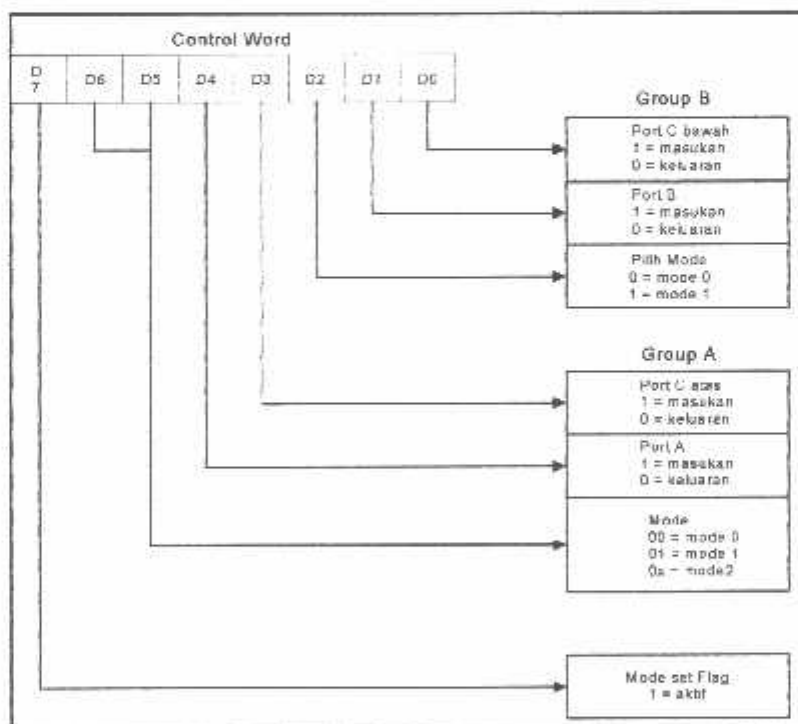 Control Word
D
7
D6 D5 D4 D3 D2 D1 D0
Group B
Port C bawah
1 = masukan
0 = keluaran
Port B
1 = masukan
0 = keluaran
Pilih Mode
0 = mode 0
1 = mode 1
Group A
Port C atas
1 = masukan
0 = keluaran
Port A
1 = masukan
0 = keluaran
Mode
00 = mode 0
01 = mode 1
0x = mode2
Mode set Flag
1 = aktif